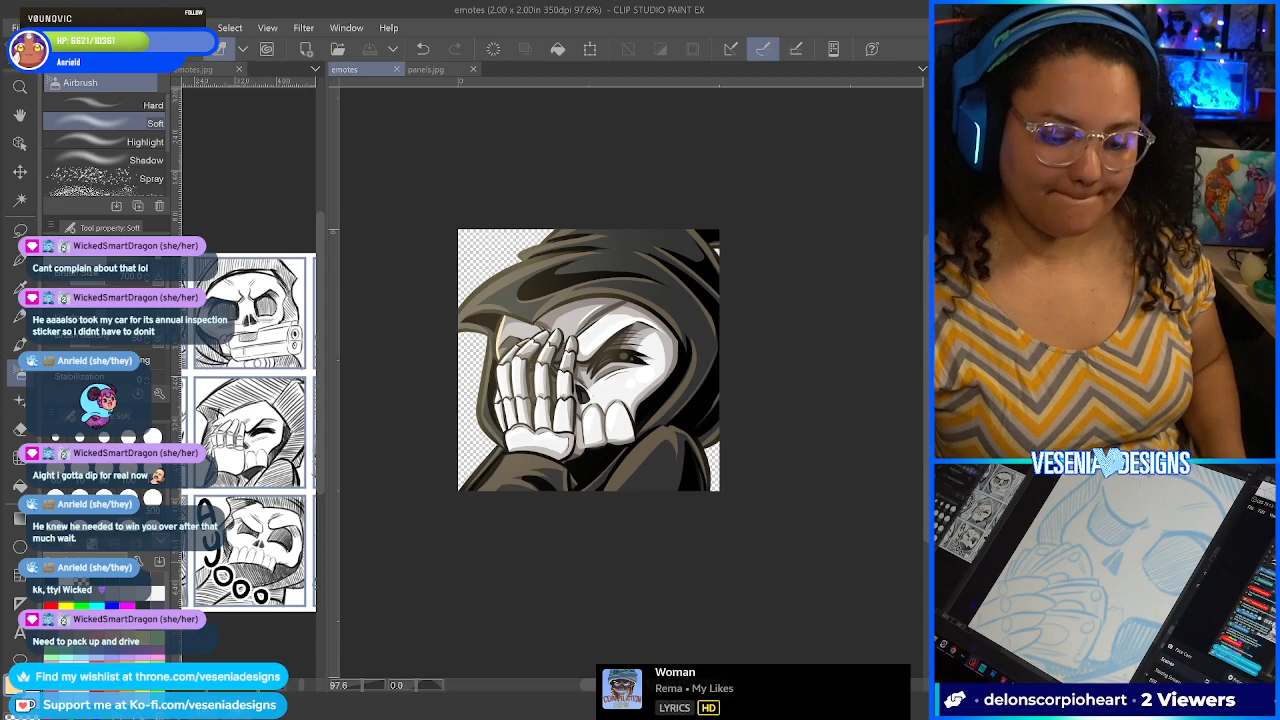 YØUNQVIC
FOLLOW
HP: 6621/10361
Anrield
emotes (2.00 x 2.00in 350dpi 97.6%) - CLIP STUDIO PAINT EX
Select View Filter Window Help
emotes.jpg
emotes
panels.jpg
Airbrush
Hard
Soft
Highlight
Shadow
Spray
Tool property: Soft
WickedSmartDragon (she/her)
Cant complain about that lol
WickedSmartDragon (she/her)
He aaaalso took my car for its annual inspection
sticker so i didnt have to donit
Anrield (she/they)
Stabilization
WickedSmartDragon (she/her)
Aight i gotta dip for real now
Anrield (she/they)
He knew he needed to win you over after that
much wait.
300
Anrield (she/they)
kk, ttyl Wicked
WickedSmartDragon (she/her)
Need to pack up and drive
Find my wishlist at throne.com/veseniadesigns
Support me at Ko-fi.com/veseniadesigns
97.6
0.0
Woman
Rema • My Likes
LYRICS HD
VESENIA DESIGNS
delonscorpioheart • 2 Viewers